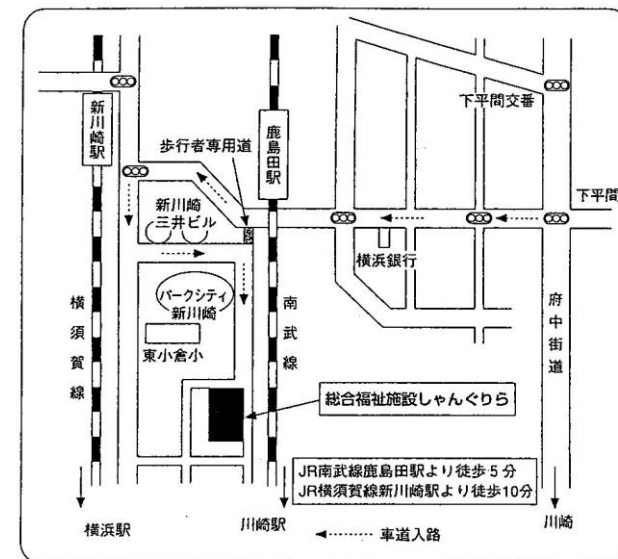 新川崎駅
鹿島田駅
下平間交番
歩行者専用道
下平間
新川崎
三井ビル
横浜銀行
パークシティ
新川崎
東小倉小
横須賀線
南武線
府中街道
総合福祉施設しゃんぐりら
JR南武線鹿島田駅より徒歩5分
JR横須賀線新川崎駅より徒歩10分
横浜駅
川崎駅
車道入路
川崎